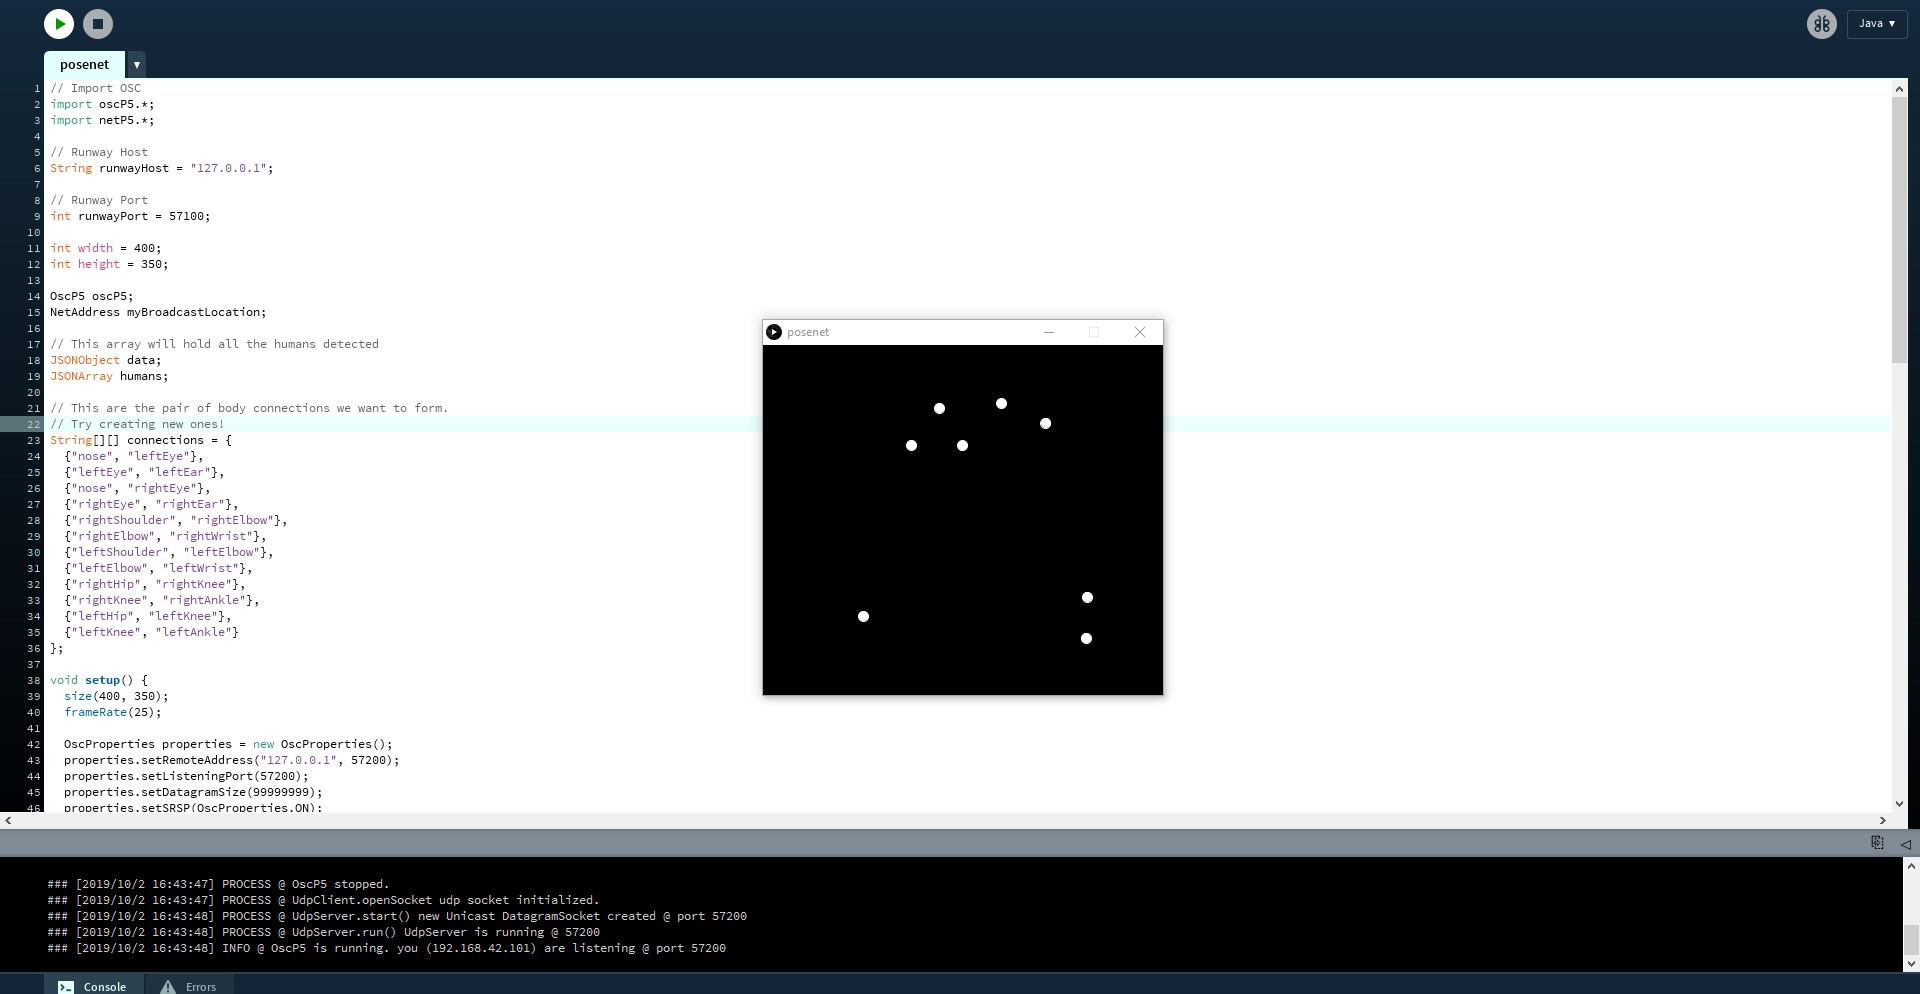 Java ▾
posenet ▾
1 // Import OSC
2 import oscP5.*;
3 import netP5.*;
4
5 // Runway Host
6 String runwayHost = "127.0.0.1";
7
8 // Runway Port
9 int runwayPort = 57100;
10
11 int width = 400;
12 int height = 350;
13
14 OscP5 oscP5;
15 NetAddress myBroadcastLocation;
16
17 // This array will hold all the humans detected
18 JSONObject data;
19 JSONArray humans;
20
21 // This are the pair of body connections we want to form.
22 // Try creating new ones!
23 String[][] connections = {
24   {"nose", "leftEye"},
25   {"leftEye", "leftEar"},
26   {"nose", "rightEye"},
27   {"rightEye", "rightEar"},
28   {"rightShoulder", "rightElbow"},
29   {"rightElbow", "rightWrist"},
30   {"leftShoulder", "leftElbow"},
31   {"leftElbow", "leftWrist"},
32   {"rightHip", "rightKnee"},
33   {"rightKnee", "rightAnkle"},
34   {"leftHip", "leftKnee"},
35   {"leftKnee", "leftAnkle"}
36 };
37
38 void setup() {
39   size(400, 350);
40   frameRate(25);
41
42   OscProperties properties = new OscProperties();
43   properties.setRemoteAddress("127.0.0.1", 57200);
44   properties.setListeningPort(57200);
45   properties.setDatagramSize(99999999);
46   properties.setSRSP(OscProperties.ON);
posenet
### [2019/10/2 16:43:47] PROCESS @ OscP5 stopped.
### [2019/10/2 16:43:47] PROCESS @ UdpClient.openSocket udp socket initialized.
### [2019/10/2 16:43:48] PROCESS @ UdpServer.start() new Unicast DatagramSocket created @ port 57200
### [2019/10/2 16:43:48] PROCESS @ UdpServer.run() UdpServer is running @ 57200
### [2019/10/2 16:43:48] INFO @ OscP5 is running. you (192.168.42.101) are listening @ port 57200
Console Errors